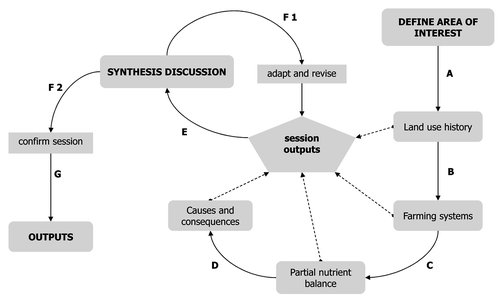 F 1
DEFINE AREA OF
INTEREST
SYNTHESIS DISCUSSION
adapt and revise
F 2
A
confirm session
E
session
outputs
Land use history
G
B
Causes and
consequences
Farming systems
OUTPUTS
D
Partial nutrient
balance
C